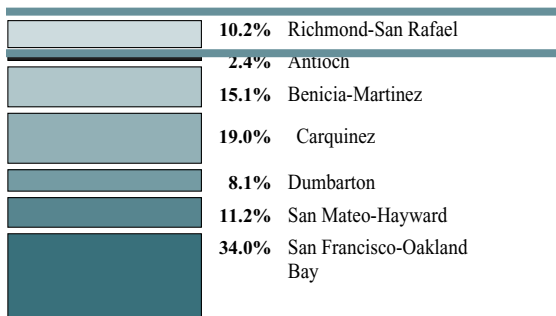 10.2% Richmond-San Rafael
2.4% Antioch
15.1% Benicia-Martinez
19.0% Carquinez
8.1% Dumbarton
11.2% San Mateo-Hayward
34.0% San Francisco-Oakland
Bay